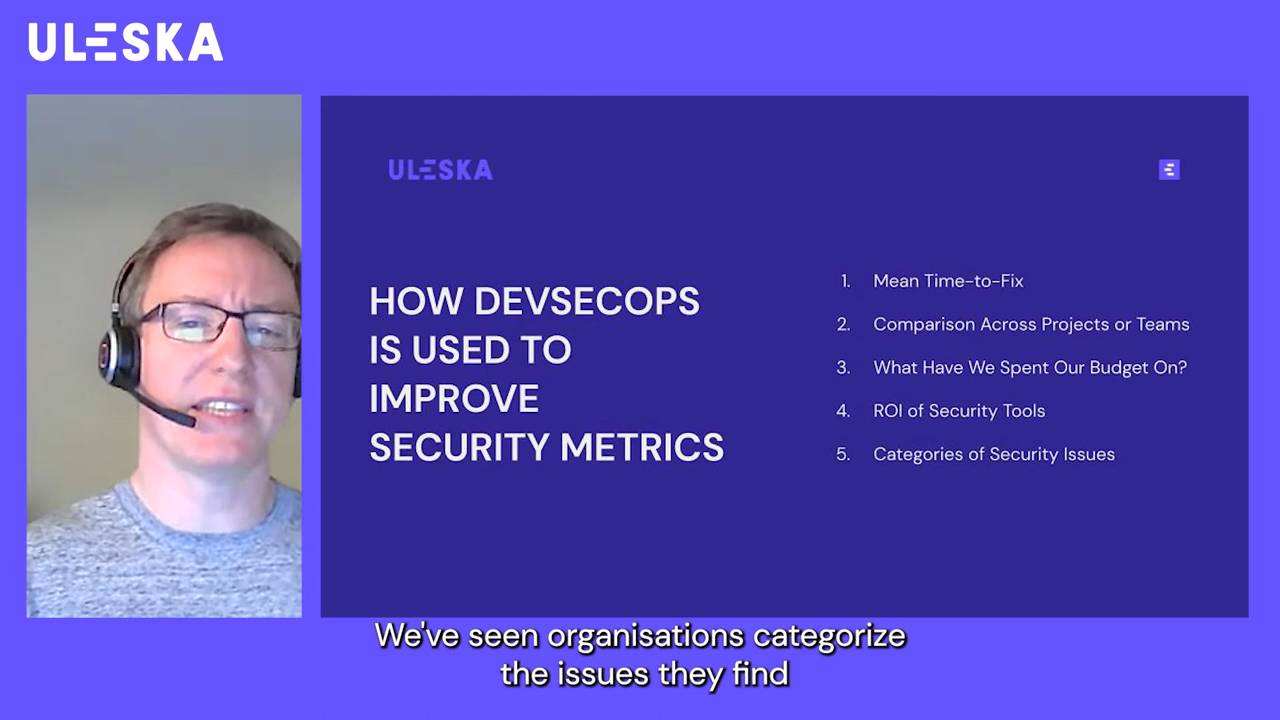 ULESKA
ULESKA
HOW DEVSECOPS
IS USED TO
IMPROVE
SECURITY METRICS
1. Mean Time-to-Fix
2. Comparison Across Projects or Teams
3. What Have We Spent Our Budget On?
4. ROI of Security Tools
5. Categories of Security Issues
We've seen organisations categorize
the issues they find